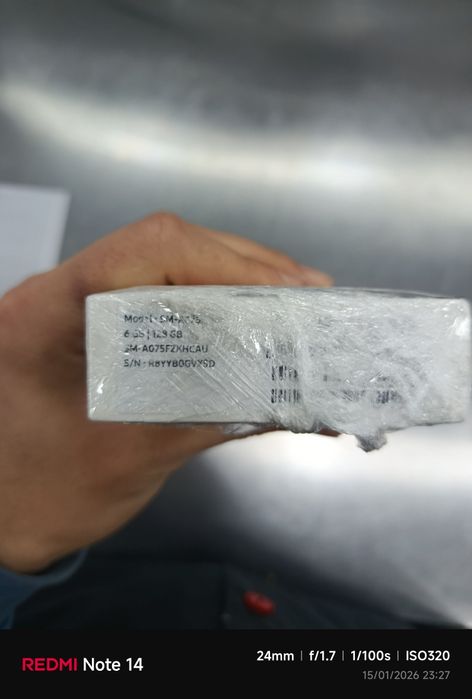 Model : SM-A075
6 GB | 128 GB
SM-A075FZKHCAU
S/N : R8YYB0GVXSD
REDMI Note 14
24mm | f/1.7 | 1/100s | ISO320
15/01/2026 23:27